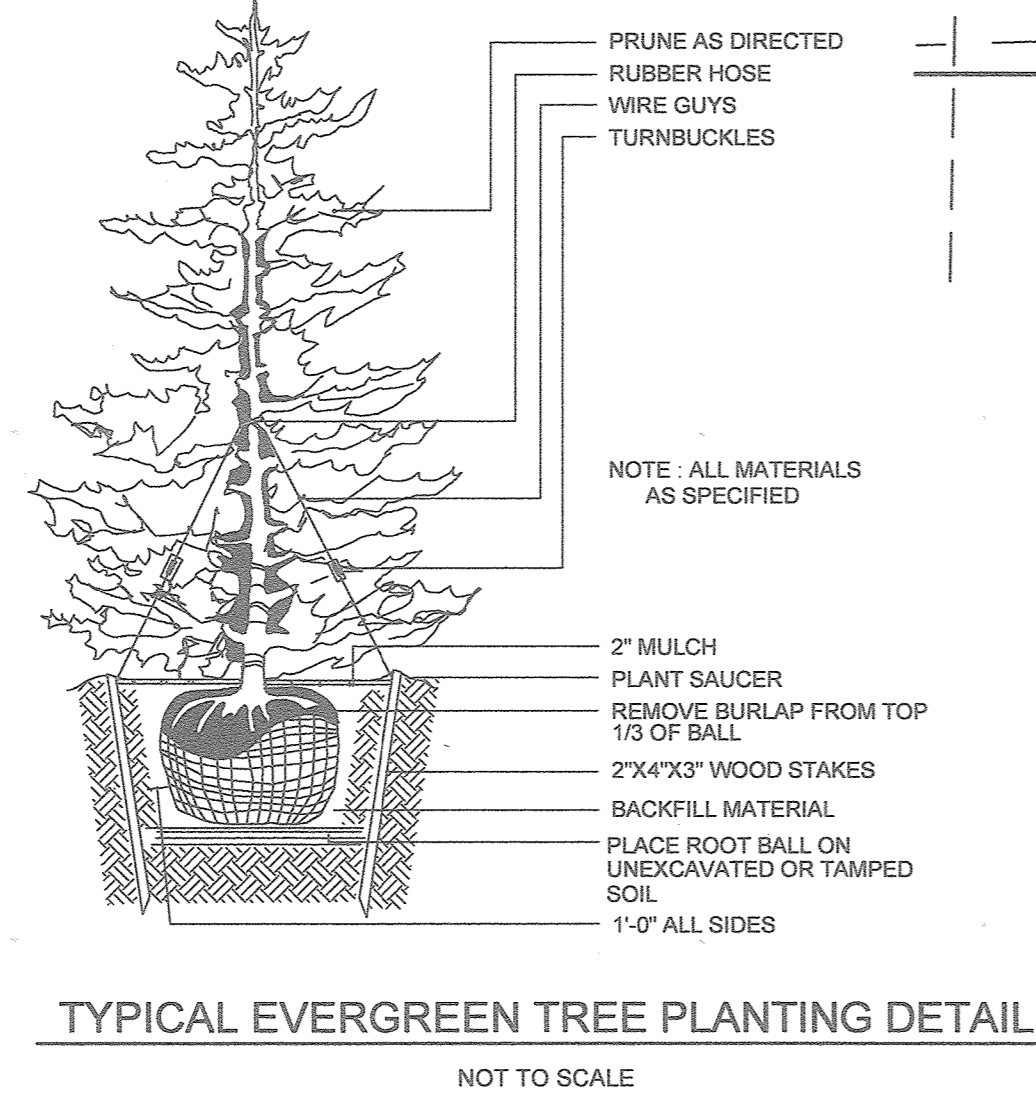 PRUNE AS DIRECTED
RUBBER HOSE
WIRE GUYS
TURNBUCKLES
NOTE : ALL MATERIALS
AS SPECIFIED
2" MULCH
PLANT SAUCER
REMOVE BURLAP FROM TOP
1/3 OF BALL
2"X4"X3" WOOD STAKES
BACKFILL MATERIAL
PLACE ROOT BALL ON
UNEXCAVATED OR TAMPED
SOIL
1'-0" ALL SIDES
TYPICAL EVERGREEN TREE PLANTING DETAIL
NOT TO SCALE